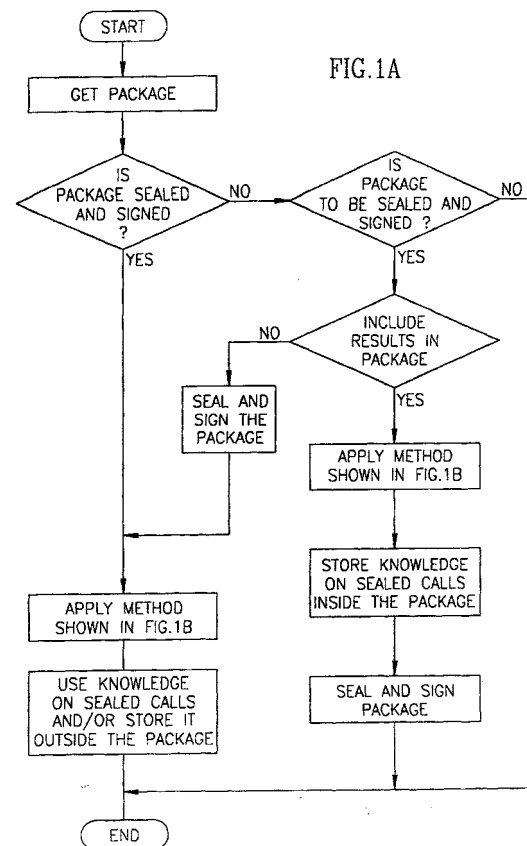 START
FIG.1A
GET PACKAGE
IS
PACKAGE SEALED
AND SIGNED
?
NO
YES
IS
PACKAGE
TO BE SEALED AND
SIGNED ?
NO
YES
INCLUDE
RESULTS IN
PACKAGE
NO
YES
SEAL AND
SIGN THE
PACKAGE
APPLY METHOD
SHOWN IN FIG.1B
STORE KNOWLEDGE
ON SEALED CALLS
INSIDE THE PACKAGE
SEAL AND SIGN
PACKAGE
APPLY METHOD
SHOWN IN FIG.1B
USE KNOWLEDGE
ON SEALED CALLS
AND/OR STORE IT
OUTSIDE THE PACKAGE
END